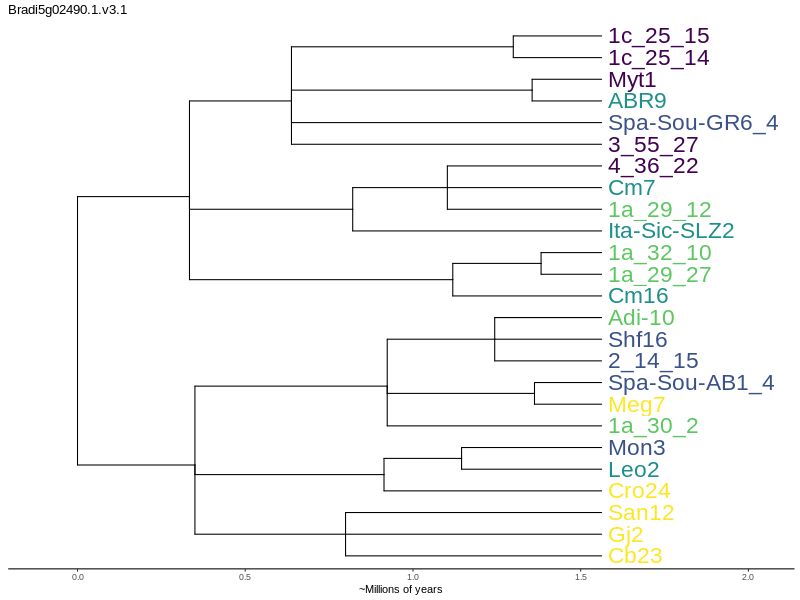 Bradi5g02490.1.v3.1
1c_25_15
1c_25_14
Myt1
ABR9
Spa-Sou-GR6_4
3_55_27
4_36_22
Cm7
1a_29_12
Ita-Sic-SLZ2
1a_32_10
1a_29_27
Cm16
Adi-10
Shf16
2_14_15
Spa-Sou-AB1_4
Meg7
1a_30_2
Mon3
Leo2
Cro24
San12
Gj2
Cb23
0.0 0.5 1.0 1.5 2.0
~Millions of years